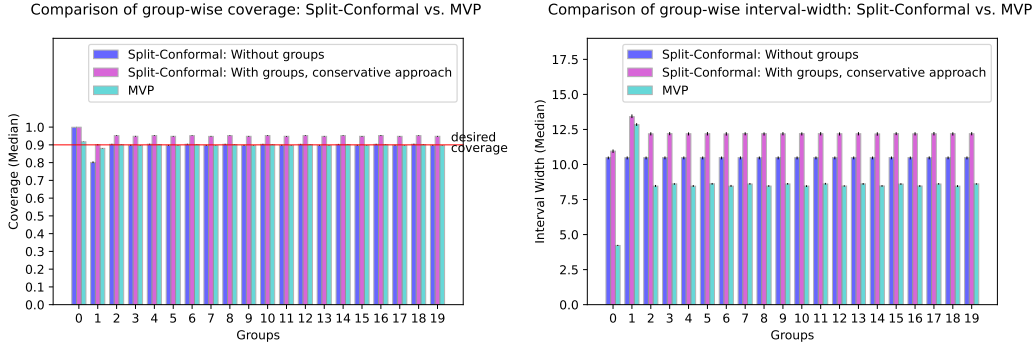 Comparison of group-wise coverage: Split-Conformal vs. MVP
Split-Conformal: Without groups
Split-Conformal: With groups, conservative approach
MVP
desired
coverage
Coverage (Median)
1.0
0.9
0.8
0.7
0.6
0.5
0.4
0.3
0.2
0.1
0.0
0 1 2 3 4 5 6 7 8 9 10 11 12 13 14 15 16 17 18 19
Groups
Comparison of group-wise interval-width: Split-Conformal vs. MVP
Split-Conformal: Without groups
Split-Conformal: With groups, conservative approach
MVP
Interval Width (Median)
17.5
15.0
12.5
10.0
7.5
5.0
2.5
0.0
0 1 2 3 4 5 6 7 8 9 10 11 12 13 14 15 16 17 18 19
Groups